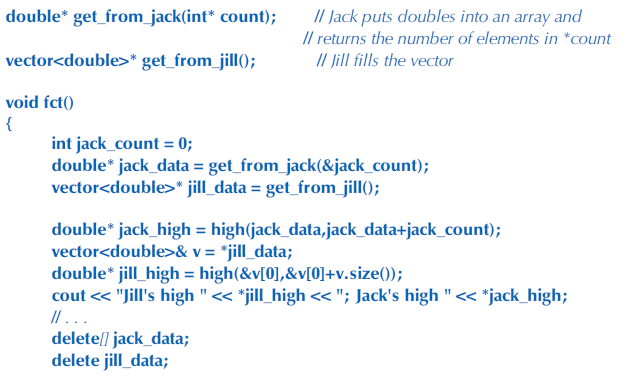 double* get_from_jack(int* count); // Jack puts doubles into an array and
// returns the number of elements in *count
vector<double>* get_from_jill(); // Jill fills the vector
void fct()
{
int jack_count = 0;
double* jack_data = get_from_jack(&jack_count);
vector<double>* jill_data = get_from_jill();
double* jack_high = high(jack_data,jack_data+jack_count);
vector<double>& v = *jill_data;
double* jill_high = high(&v[0],&v[0]+v.size());
cout << "Jill's high " << *jill_high << "; Jack's high " << *jack_high;
// . . .
delete[] jack_data;
delete jill_data;